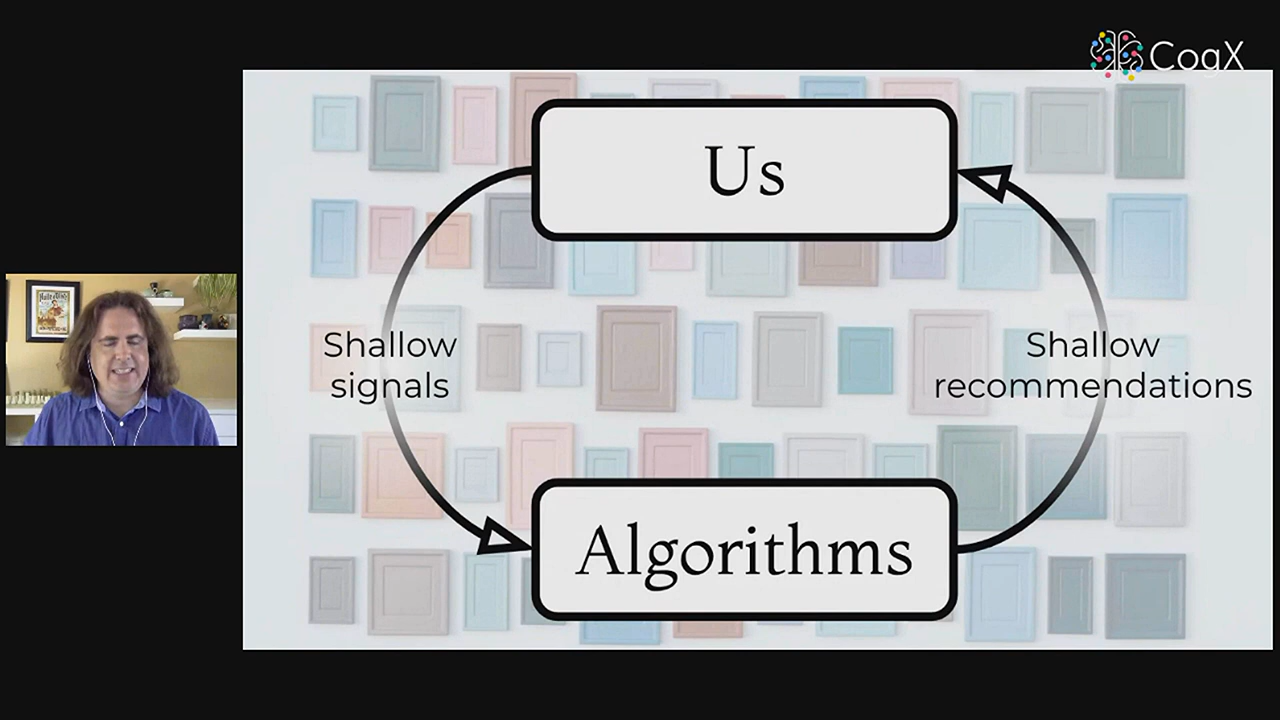 CogX
Us
Shallow
signals
Shallow
recommendations
Algorithms